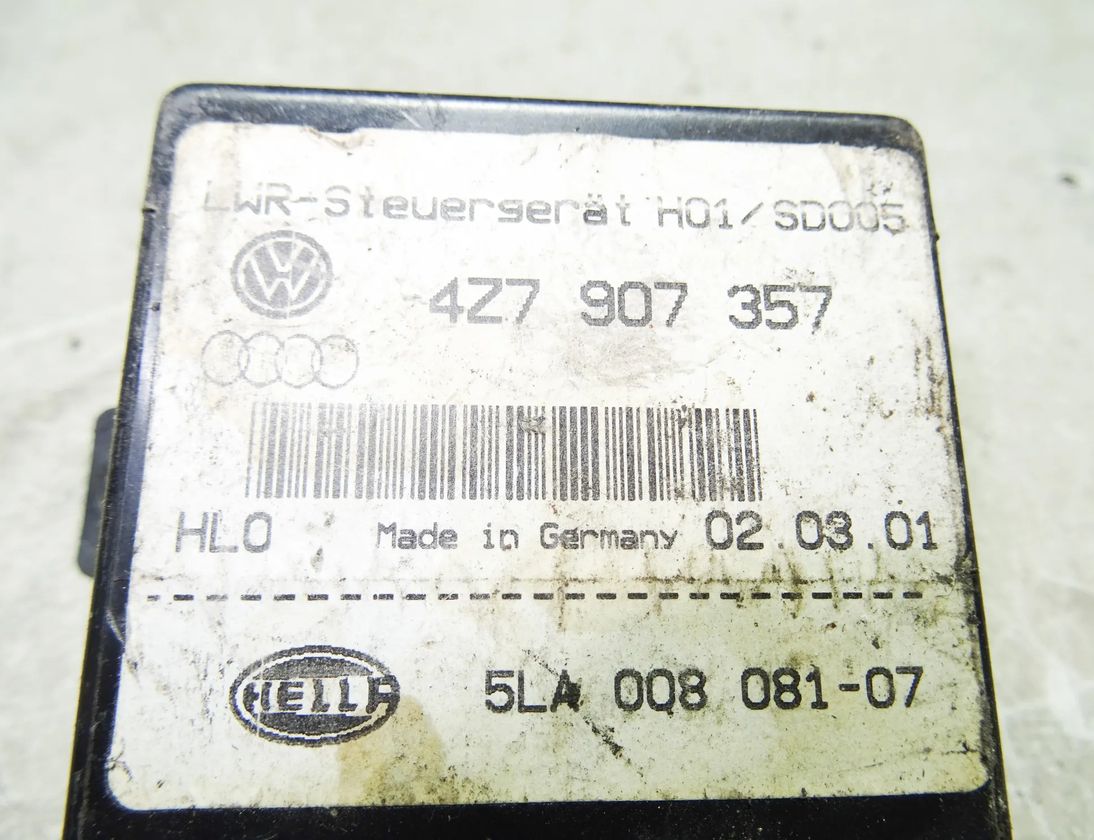 LWR-Steuergerät H01/SD005
4Z7 907 357
HLO Made in Germany 02.03.01
HELLA 5LA 008 081-07